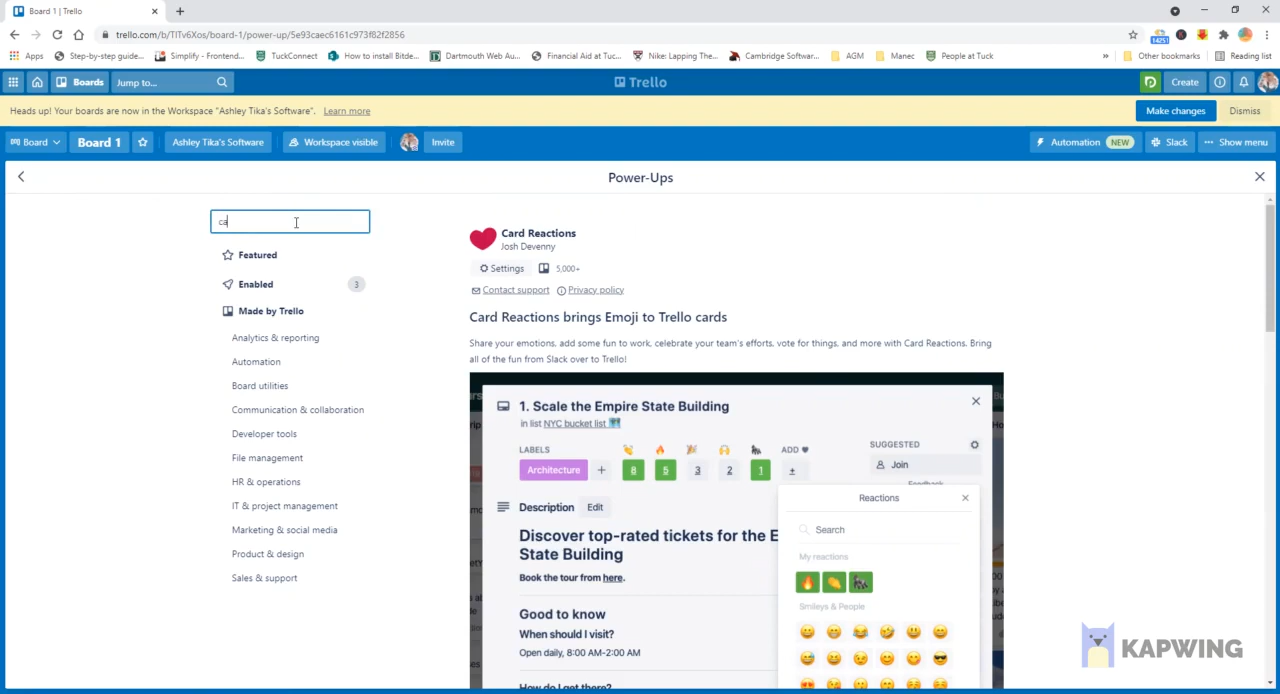 Board 1 | Trello
trello.com/b/TlTv6Xos/board-1/power-up/5e93caec6161c973f82f2856
14251
Apps
Step-by-step guide...
Simplify - Frontend...
TuckConnect
How to install Bitde...
Dartmouth Web Au...
Financial Aid at Tuc...
Nike: Lapping The...
Cambridge Softwar...
AGM
Manec
People at Tuck
Other bookmarks
Reading list
Boards
Jump to...
Trello
Create
Heads up! Your boards are now in the Workspace "Ashley Tika's Software". Learn more
Make changes
Dismiss
Board
Board 1
Ashley Tika's Software
Workspace visible
Invite
Automation NEW
Slack
Show menu
Power-Ups
ca
Featured
Enabled 3
Made by Trello
Analytics & reporting
Automation
Board utilities
Communication & collaboration
Developer tools
File management
HR & operations
IT & project management
Marketing & social media
Product & design
Sales & support
Card Reactions
Josh Devenny
Settings 5,000+
Contact support Privacy policy
Card Reactions brings Emoji to Trello cards
Share your emotions, add some fun to work, celebrate your team's efforts, vote for things, and more with Card Reactions. Bring
all of the fun from Slack over to Trello!
1. Scale the Empire State Building
in list NYC bucket list
LABELS
ADD
Architecture + 8 5 3 2 1 ±
SUGGESTED
Join
Feedback
Description Edit
Discover top-rated tickets for the E
State Building
Book the tour from here.
Good to know
When should I visit?
Open daily, 8:00 AM-2:00 AM
How do I get there?
Reactions
Search
My reactions
Smileys & People
KAPWING